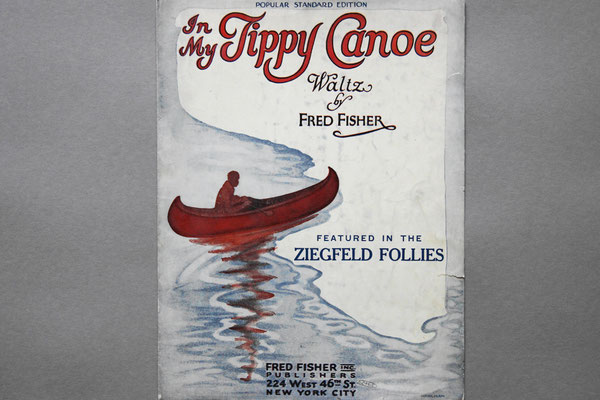 POPULAR STANDARD EDITION
In My Tippy Canoe
Waltz
by
FRED FISHER
FEATURED IN THE
ZIEGFELD FOLLIES
FRED FISHER INC.
PUBLISHERS
224 WEST 46TH ST.
NEW YORK CITY